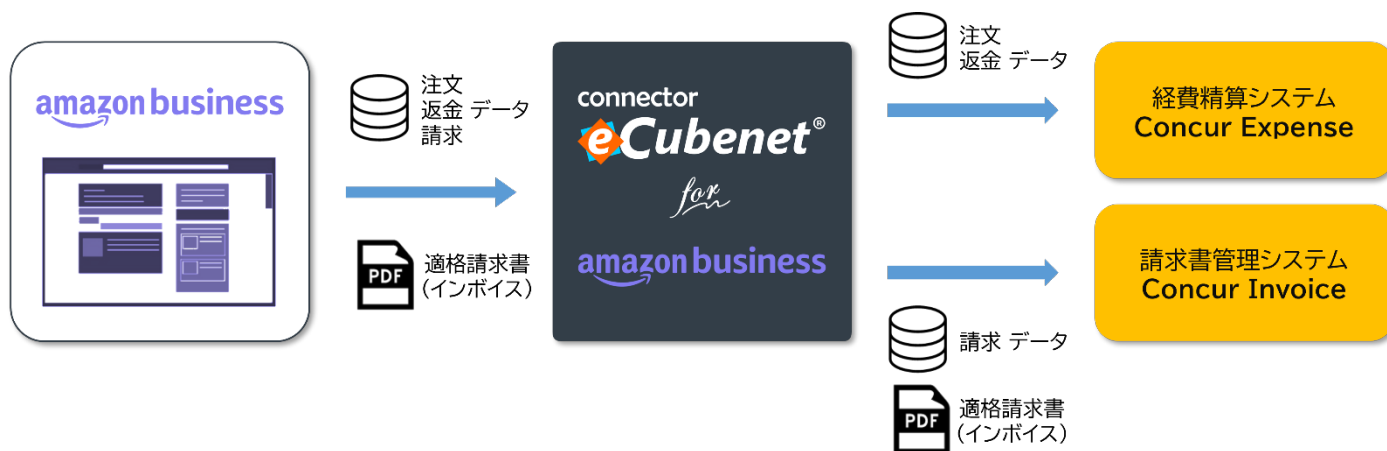 amazon business
注文
返金 データ
請求
PDF
適格請求書
(インボイス)
connector
eCubenet®
for
amazon business
注文
返金 データ
経費精算システム
Concur Expense
請求書管理システム
Concur Invoice
請求 データ
PDF
適格請求書
(インボイス)